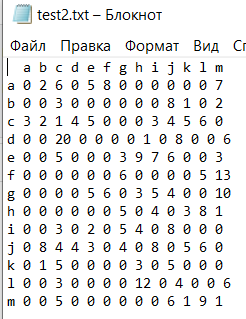 test2.txt – Блокнот
Файл Правка Формат Вид
a b c d e f g h i j k l m
a 0 2 6 0 5 8 0 0 0 0 0 0 7
b 0 0 3 0 0 0 0 0 0 8 1 0 2
c 3 2 1 4 5 0 0 0 3 4 5 6 0
d 0 0 20 0 0 0 0 1 0 8 0 0 6
e 0 0 5 0 0 0 3 9 7 6 0 0 3
f 0 0 0 0 0 0 6 0 0 0 0 5 13
g 0 0 0 0 5 6 0 3 5 4 0 0 10
h 0 0 0 0 0 0 5 0 4 0 3 8 1
i 0 0 3 0 2 0 5 4 0 8 0 0 0
j 0 8 4 4 3 0 4 0 8 0 5 6 0
k 0 1 5 0 0 0 0 3 0 5 0 0 0
l 0 0 3 0 0 0 0 12 0 4 0 0 6
m 0 0 5 0 0 0 0 0 0 6 1 9 1